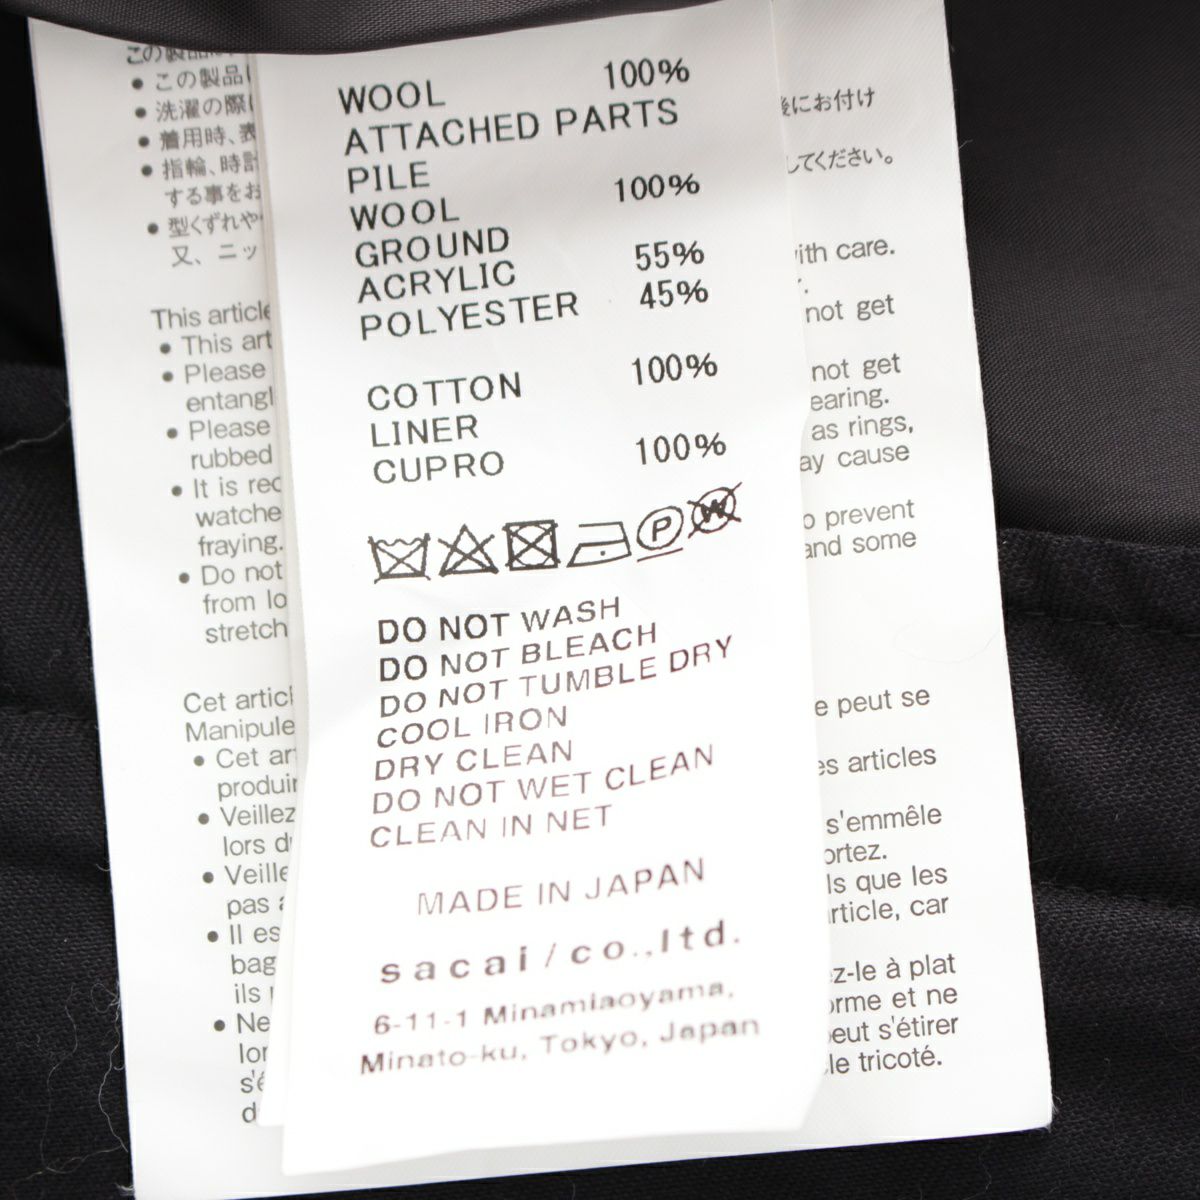 WOOL 100%
ATTACHED PARTS
PILE
WOOL 100%
GROUND
ACRYLIC 55%
POLYESTER 45%
COTTON 100%
LINER
CUPRO 100%
P W
DO NOT WASH
DO NOT BLEACH
DO NOT TUMBLE DRY
COOL IRON
DRY CLEAN
DO NOT WET CLEAN
CLEAN IN NET
MADE IN JAPAN
sacai/co.,ltd.
6-11-1 Minamiaoyama,
Minato-ku, Tokyo, Japan
この製品
• この製品
• 洗濯の際
• 着用時、表
• 指輪、時計
する事をお
• 型くずれや
又、ニッ
This article
• This art
• Please
entangl
• Please
rubbed
• It is rec
watche
fraying.
• Do not
from lo
stretch
Cet articl
Manipule
• Cet ar
produir
• Veillez
lors d
• Veille
pas
• Il es
bag
ils
• Ne
lor
s'é
d
後にお付け
してください。
with care.
not get
not get
earing.
as rings,
ay cause
o prevent
and some
e peut se
es articles
s'emmêle
ortez.
ls que les
article, car
ez-le à plat
orme et ne
peut s'étirer
le tricoté.